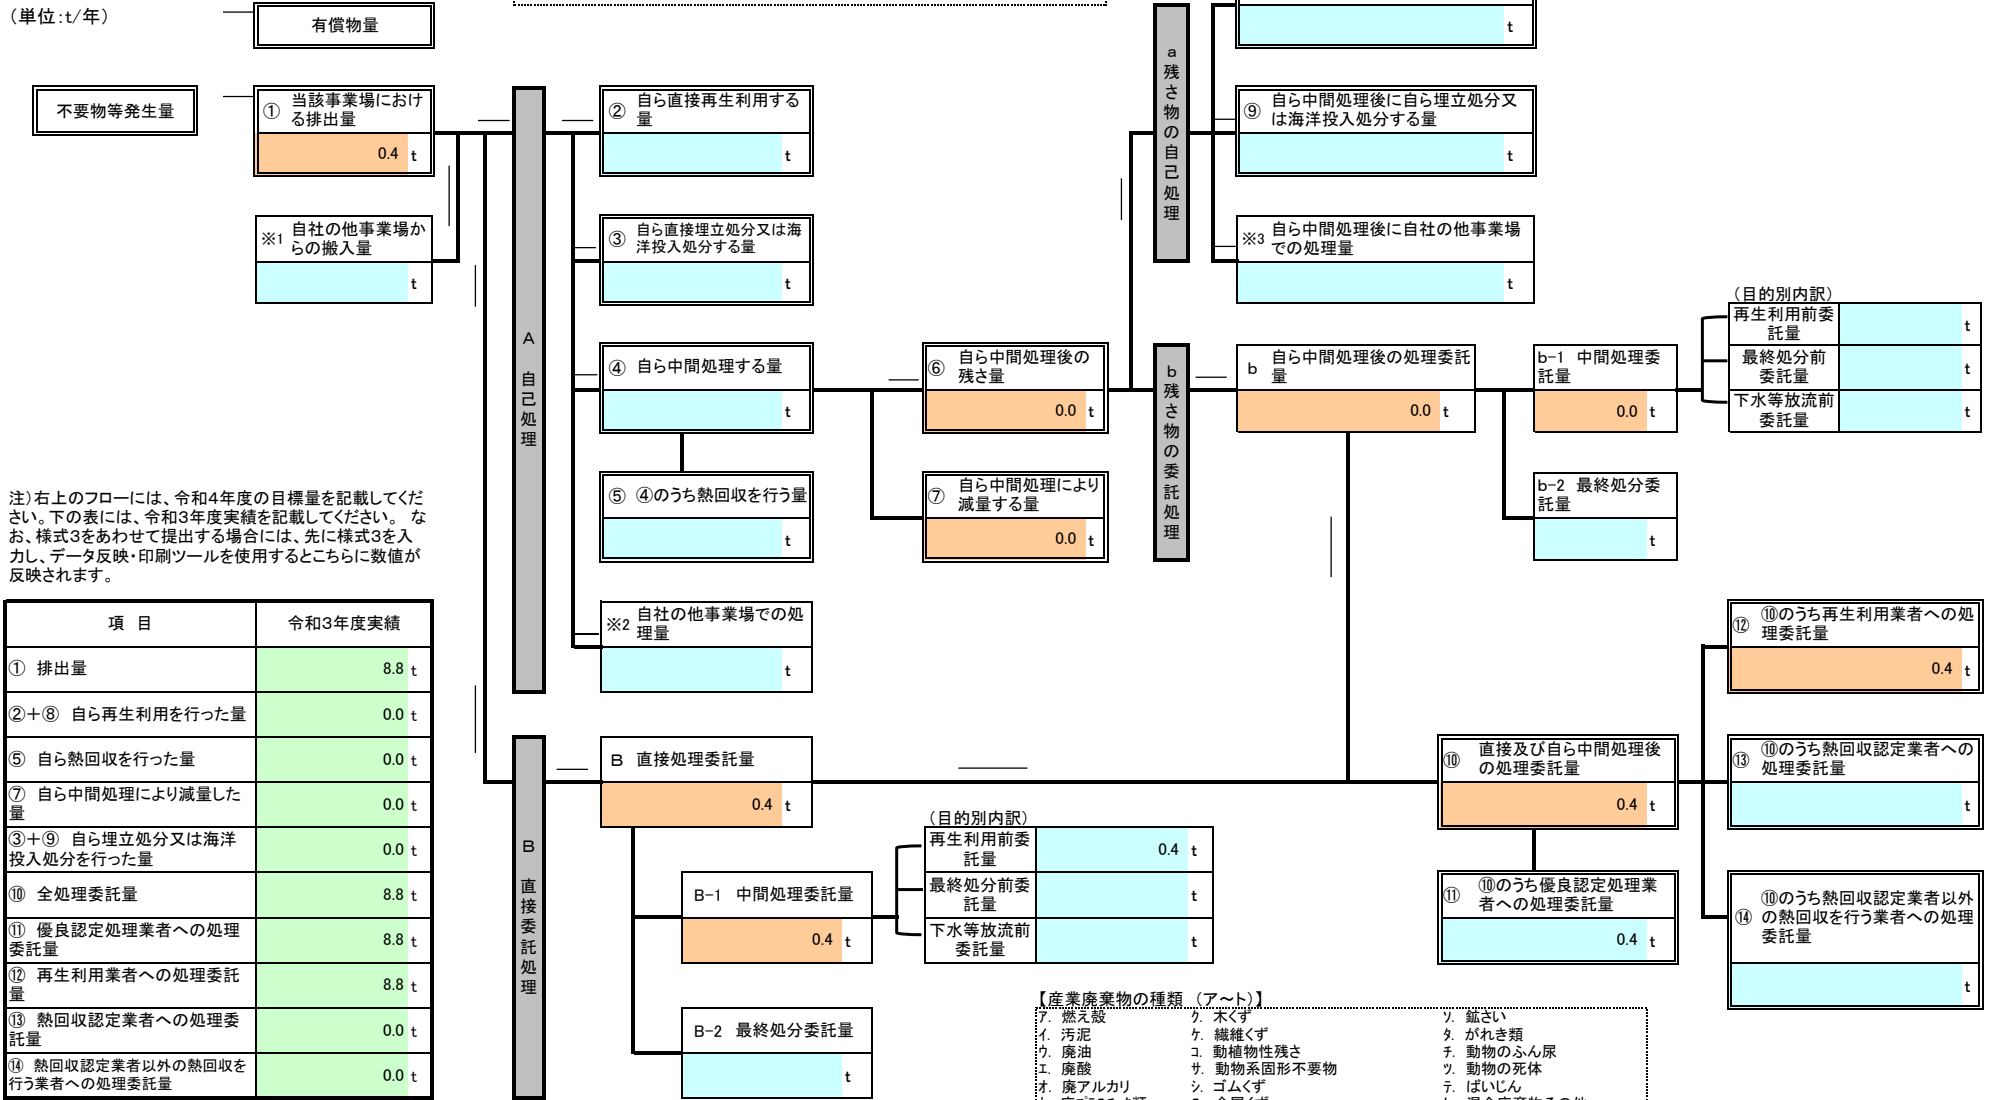 （単位：t/年）
有償物量
t
不要物等発生量
① 当該事業場におけ
る排出量
0.4 t
※1 自社の他事業場か
らの搬入量
t
A 自己処理
② 自ら直接再生利用する
量
t
③ 自ら直接埋立処分又は海
洋投入処分する量
t
④ 自ら中間処理する量
t
⑤ ④のうち熱回収を行う量
t
※2 自社の他事業場での処
理量
t
⑥ 自ら中間処理後の
残さ量
0.0 t
⑦ 自ら中間処理により
減量する量
0.0 t
a 残さ物の自己処理
⑨ 自ら中間処理後に自ら埋立処分又
は海洋投入処分する量
t
※3 自ら中間処理後に自社の他事業場
での処理量
t
b 残さ物の委託処理
b 自ら中間処理後の処理委託
量
0.0 t
b-1 中間処理委
託量
0.0 t
b-2 最終処分委
託量
t
（目的別内訳）
再生利用前委
託量
t
最終処分前
委託量
t
下水等放流前
委託量
t
注）右上のフローには、令和4年度の目標量を記載してくだ
さい。下の表には、令和3年度実績を記載してください。 な
お、様式3をあわせて提出する場合には、先に様式3を入
力し、データ反映・印刷ツールを使用するとこちらに数値が
反映されます。
項 目 令和3年度実績
① 排出量 8.8 t
②＋⑧ 自ら再生利用を行った量 0.0 t
⑤ 自ら熱回収を行った量 0.0 t
⑦ 自ら中間処理により減量した
量 0.0 t
③＋⑨ 自ら埋立処分又は海洋
投入処分を行った量 0.0 t
⑩ 全処理委託量 8.8 t
⑪ 優良認定処理業者への処理
委託量 8.8 t
⑫ 再生利用業者への処理委託
量 8.8 t
⑬ 熱回収認定業者への処理委
託量 0.0 t
⑭ 熱回収認定業者以外の熱回収を
行う業者への処理委託量 0.0 t
B 直接委託処理
B 直接処理委託量
0.4 t
B-1 中間処理委託量
0.4 t
B-2 最終処分委託量
t
（目的別内訳）
再生利用前委
託量
0.4 t
最終処分前委
託量
t
下水等放流前
委託量
t
⑩ 直接及び自ら中間処理後
の処理委託量
0.4 t
⑪ ⑩のうち優良認定処理業
者への処理委託量
0.4 t
⑫ ⑩のうち再生利用業者への処
理委託量
0.4 t
⑬ ⑩のうち熱回収認定業者への
処理委託量
t
⑭ ⑩のうち熱回収認定業者以外
の熱回収を行う業者への処理
委託量
t
【産業廃棄物の種類 （ア～ト）】
ア. 燃え殻 ク. 木くず ソ. 鉱さい
イ. 汚泥 ケ. 繊維くず タ. がれき類
ウ. 廃油 コ. 動植物性残さ チ. 動物のふん尿
エ. 廃酸 サ. 動物系固形不要物 ツ. 動物の死体
オ. 廃アルカリ シ. ゴムくず テ. ばいじん